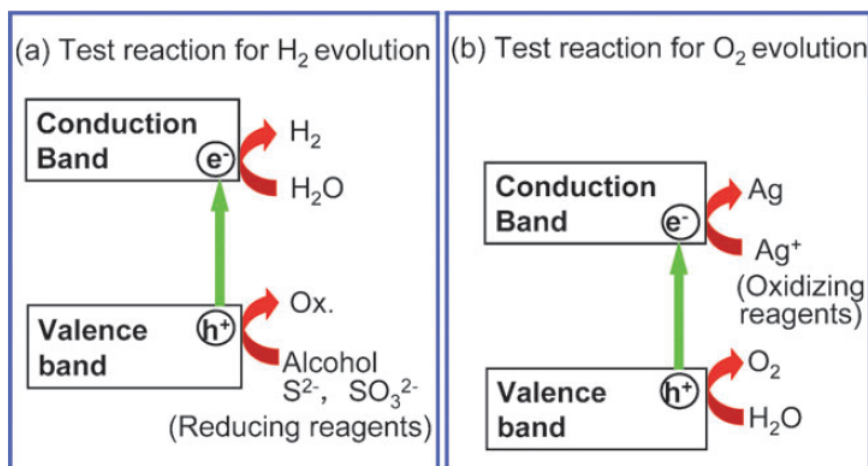 (a) Test reaction for H₂ evolution
Conduction
Band
e⁻
H₂
H₂O
Valence
band
h⁺
Ox.
Alcohol
S²⁻, SO₃²⁻
(Reducing reagents)
(b) Test reaction for O₂ evolution
Conduction
Band
e⁻
Ag
Ag⁺
(Oxidizing
reagents)
Valence
band
h⁺
O₂
H₂O